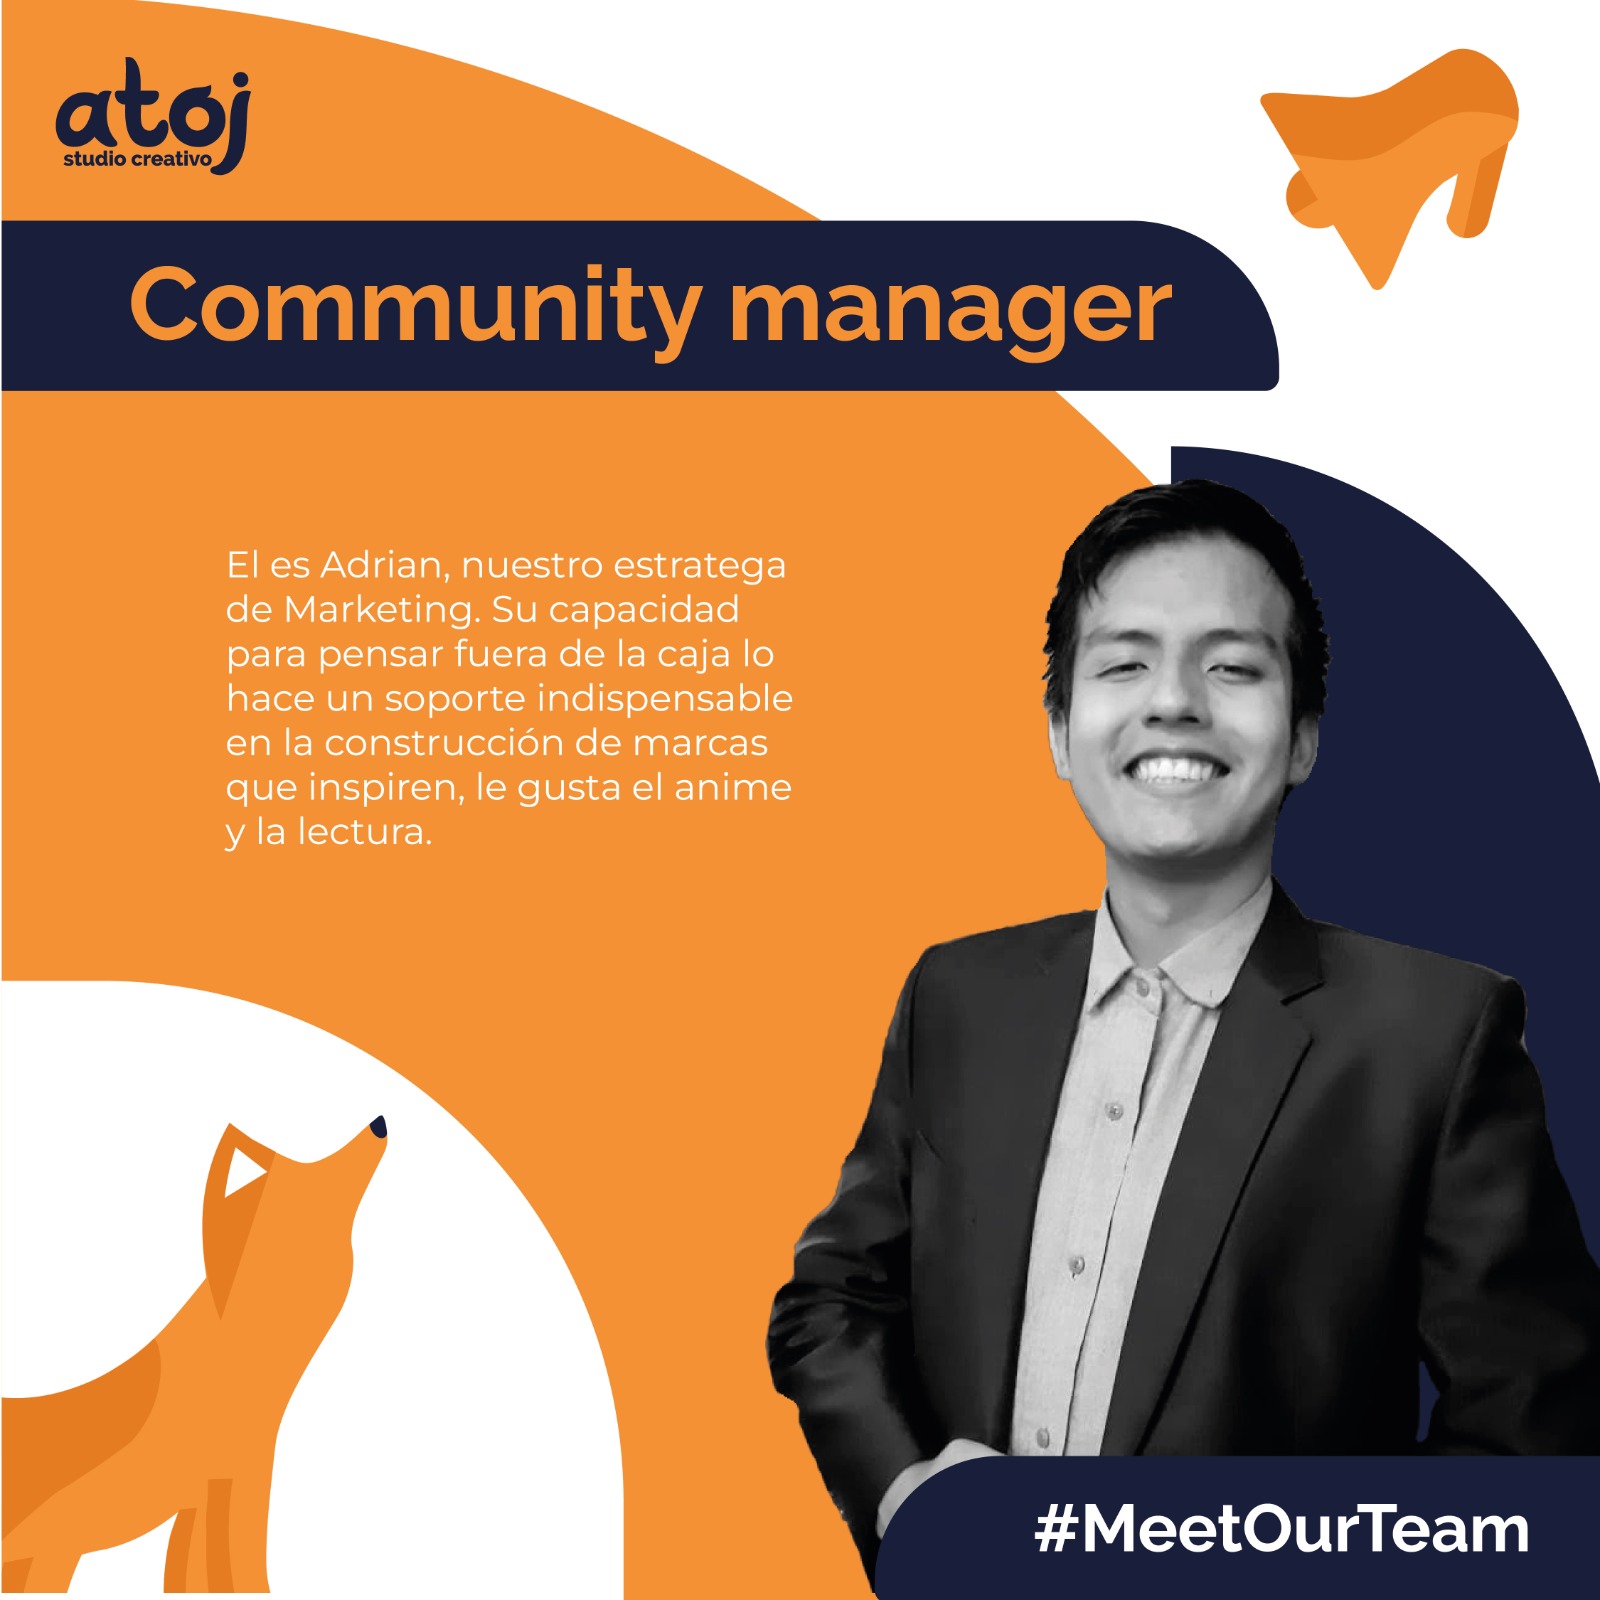 atoj
studio creativo
Community manager
El es Adrian, nuestro estratega
de Marketing. Su capacidad
para pensar fuera de la caja lo
hace un soporte indispensable
en la construcción de marcas
que inspiren, le gusta el anime
y la lectura.
#MeetOurTeam